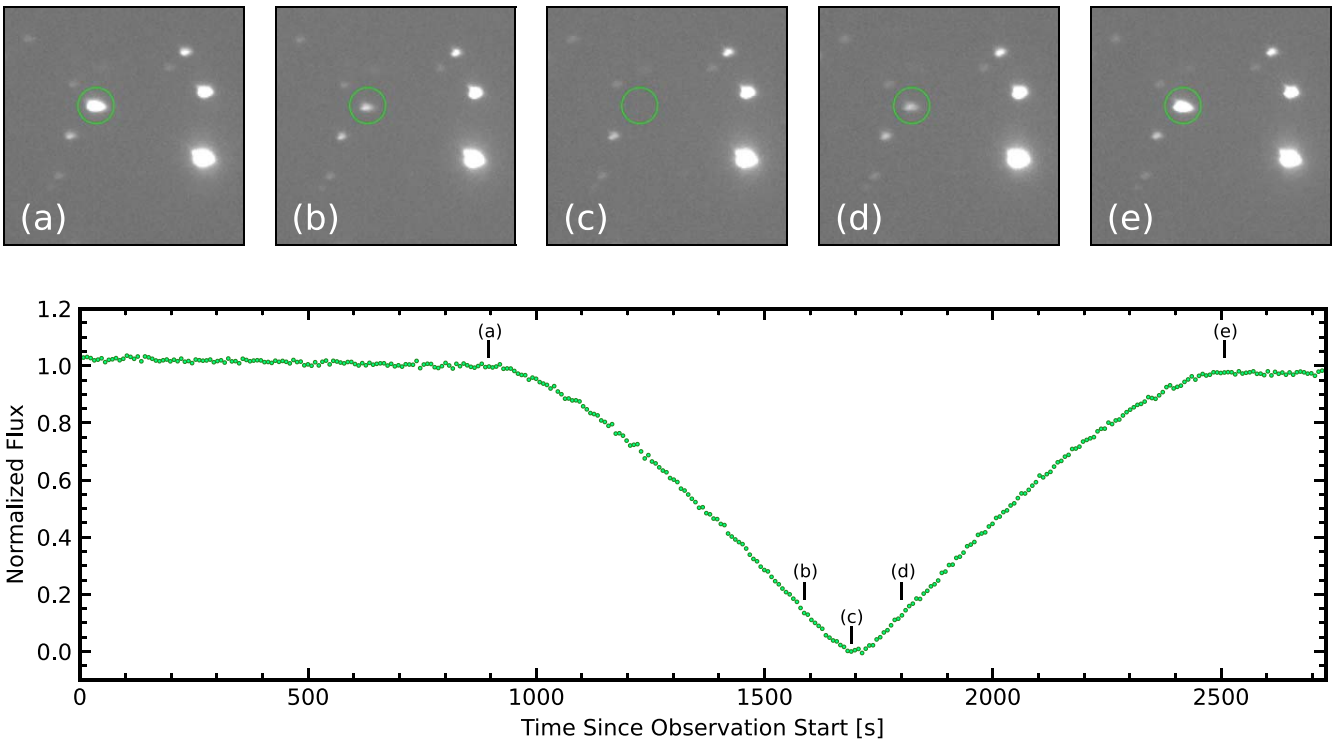 (a)
(b)
(c)
(d)
(e)
1.2
1.0
0.8
0.6
0.4
0.2
0.0
Normalized Flux
(a)
(b)
(c)
(d)
(e)
0
500
1000
1500
2000
2500
Time Since Observation Start [s]